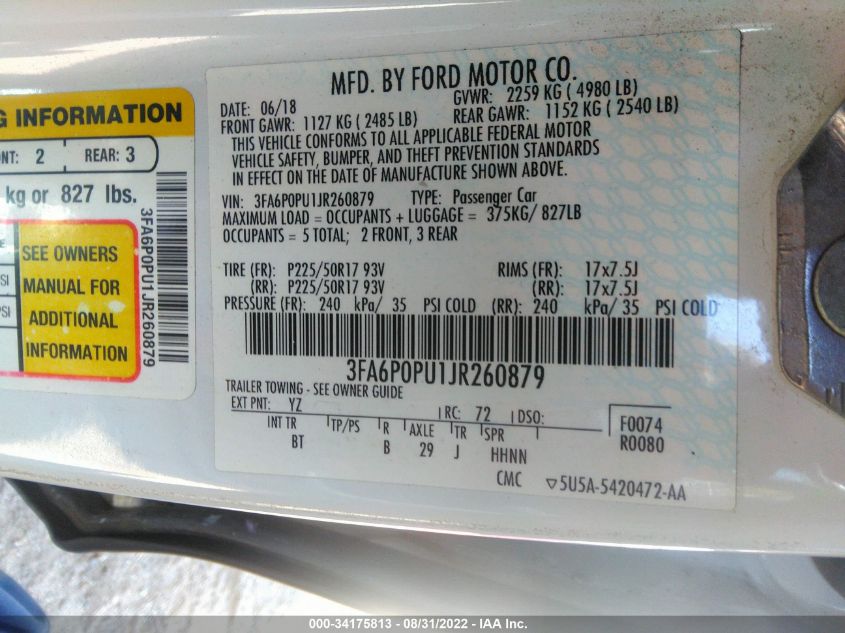 G INFORMATION
NT: 2 REAR: 3
kg or 827 lbs.
SEE OWNERS
MANUAL FOR
ADDITIONAL
INFORMATION
SI
PSI
3FA6P0PU1JR260879
MFD. BY FORD MOTOR CO.
DATE: 06/18 GVWR: 2259 KG ( 4980 LB)
FRONT GAWR: 1127 KG ( 2485 LB) REAR GAWR: 1152 KG ( 2540 LB)
THIS VEHICLE CONFORMS TO ALL APPLICABLE FEDERAL MOTOR
VEHICLE SAFETY, BUMPER, AND THEFT PREVENTION STANDARDS
IN EFFECT ON THE DATE OF MANUFACTURE SHOWN ABOVE.
VIN: 3FA6P0PU1JR260879 TYPE: Passenger Car
MAXIMUM LOAD = OCCUPANTS + LUGGAGE = 375KG/ 827LB
OCCUPANTS = 5 TOTAL; 2 FRONT, 3 REAR
TIRE (FR): P225/50R17 93V RIMS (FR): 17x7.5J
(RR): P225/50R17 93V (RR): 17x7.5J
PRESSURE (FR): 240 kPa/ 35 PSI COLD (RR): 240 kPa/ 35 PSI COLD
3FA6P0PU1JR260879
TRAILER TOWING - SEE OWNER GUIDE
EXT PNT: YZ RC: 72 DSO: F0074
INT TR TP/PS R AXLE TR SPR R0080
BT B 29 J HHNN
CMC ▽5U5A-5420472-AA
000-34175813 - 08/31/2022 - IAA Inc.